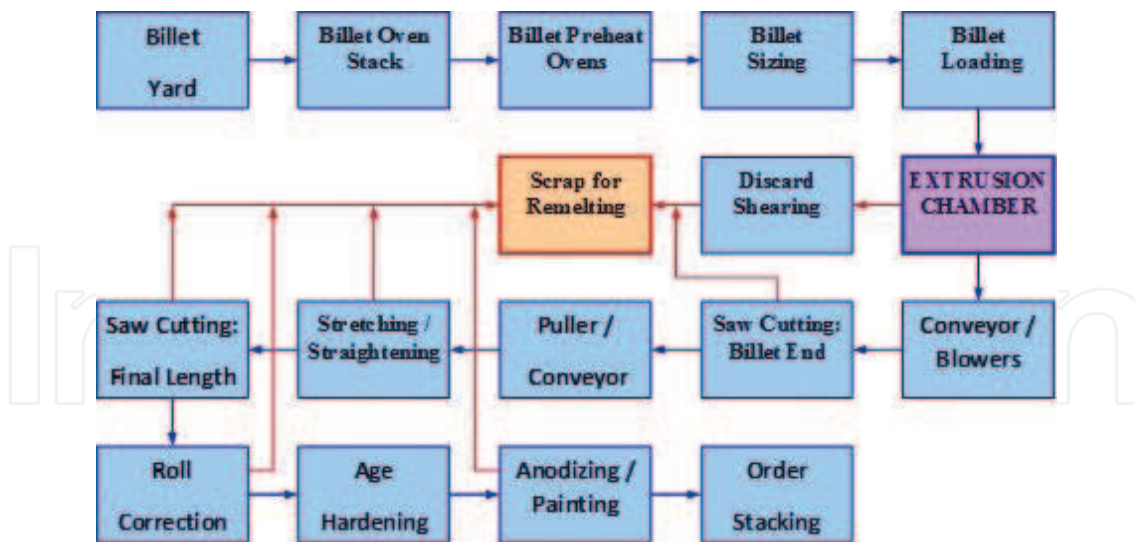 Billet
Yard
Billet Oven
Stack
Billet Preheat
Ovens
Billet
Sizing
Billet
Loading
Scrap for
Remelting
Discard
Shearing
EXTRUSION
CHAMBER
Saw Cutting:
Final Length
Stretching /
Straightening
Puller /
Conveyor
Saw Cutting:
Billet End
Conveyor /
Blowers
Roll
Correction
Age
Hardening
Anodizing /
Painting
Order
Stacking